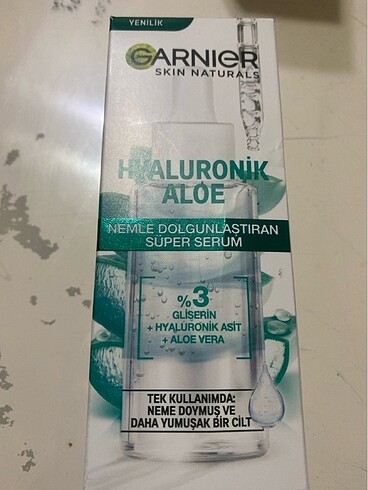 YENİLİK
GARNIER
SKIN NATURALS
HYALURONİK
ALOE
NEMLE DOLGUNLAŞTIRAN
SÜPER SERUM
%3
GLİSERİN
+ HYALURONİK ASİT
+ ALOE VERA
TEK KULLANIMDA:
NEME DOYMUŞ VE
DAHA YUMUŞAK BİR CİLT